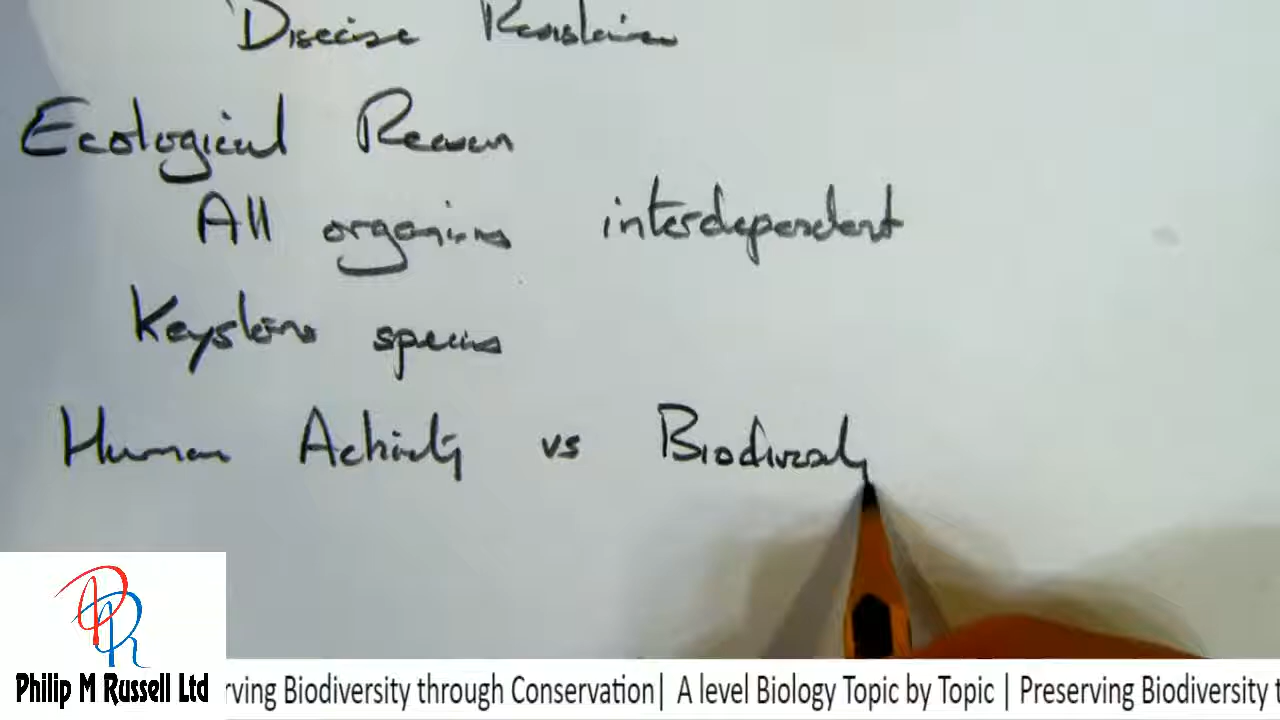 Disease Resistance
Ecological Reason
All organisms interdependent
Keystone species
Human Activity vs Biodiversity
Philip M Russell Ltd
rving Biodiversity through Conservation| A level Biology Topic by Topic | Preserving Biodiversity t